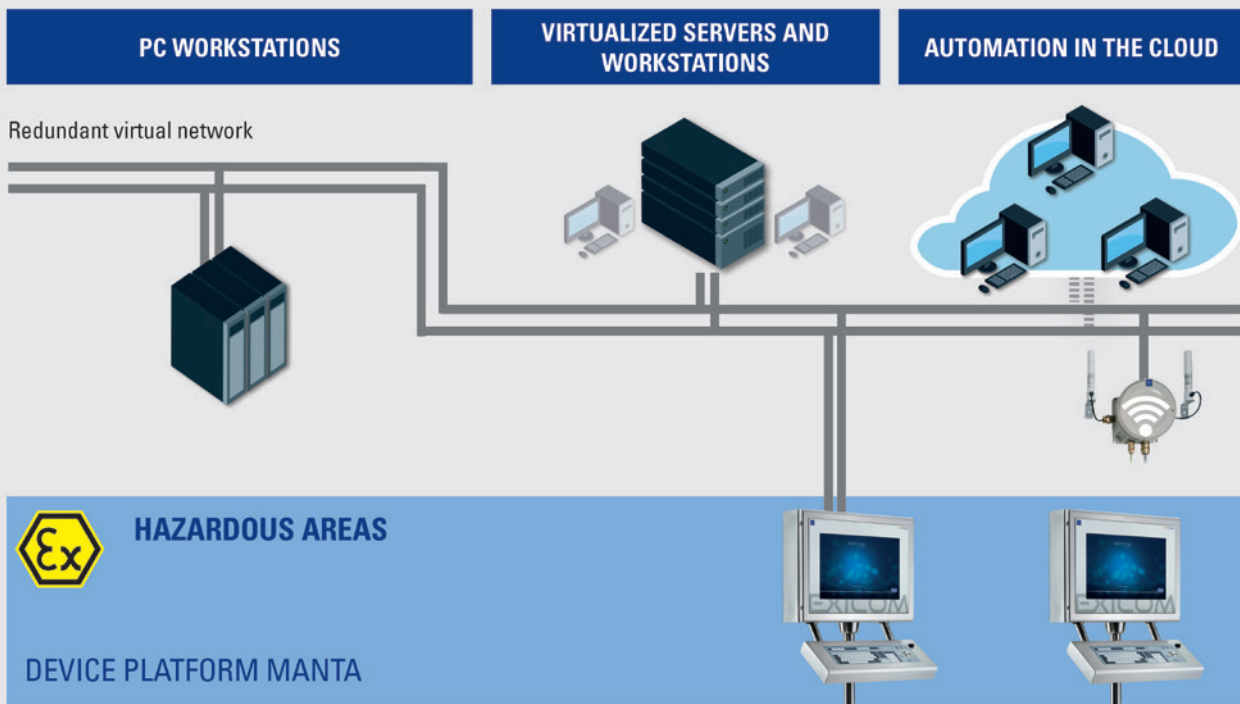 PC WORKSTATIONS
VIRTUALIZED SERVERS AND
WORKSTATIONS
AUTOMATION IN THE CLOUD
Redundant virtual network
Ex
HAZARDOUS AREAS
EXICOM
EXICOM
DEVICE PLATFORM MANTA